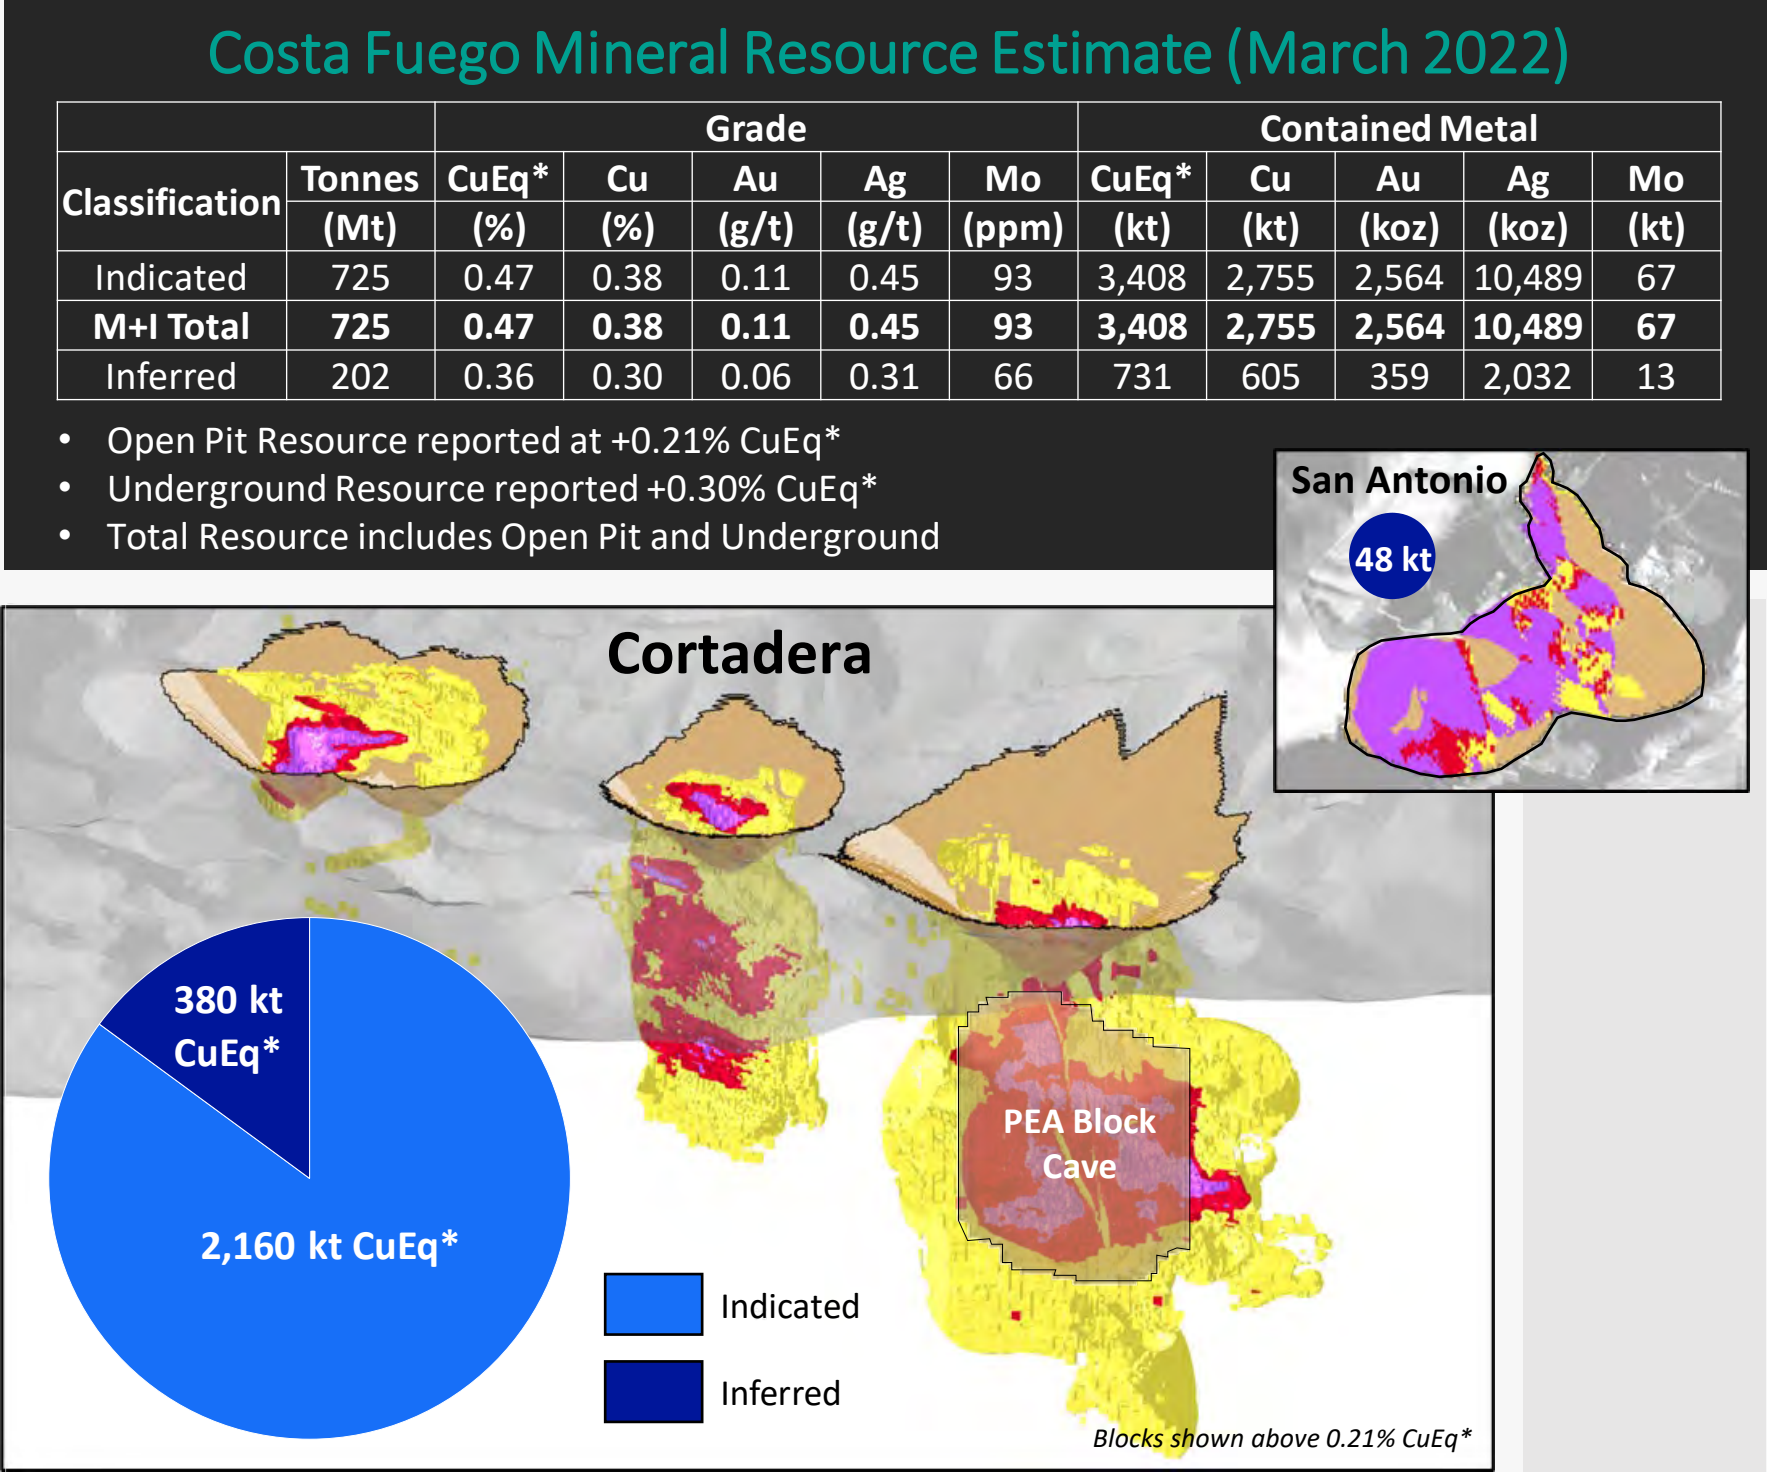 Costa Fuego Mineral Resource Estimate (March 2022)
Grade Contained Metal
Classification Tonnes CuEq* Cu Au Ag Mo CuEq* Cu Au Ag Mo
(Mt) (%) (%) (g/t) (g/t) (ppm) (kt) (kt) (koz) (koz) (kt)
Indicated 725 0.47 0.38 0.11 0.45 93 3,408 2,755 2,564 10,489 67
M+I Total 725 0.47 0.38 0.11 0.45 93 3,408 2,755 2,564 10,489 67
Inferred 202 0.36 0.30 0.06 0.31 66 731 605 359 2,032 13
• Open Pit Resource reported at +0.21% CuEq*
• Underground Resource reported +0.30% CuEq*
• Total Resource includes Open Pit and Underground
San Antonio
48 kt
Cortadera
380 kt
CuEq*
2,160 kt CuEq*
PEA Block
Cave
Indicated
Inferred
Blocks shown above 0.21% CuEq*